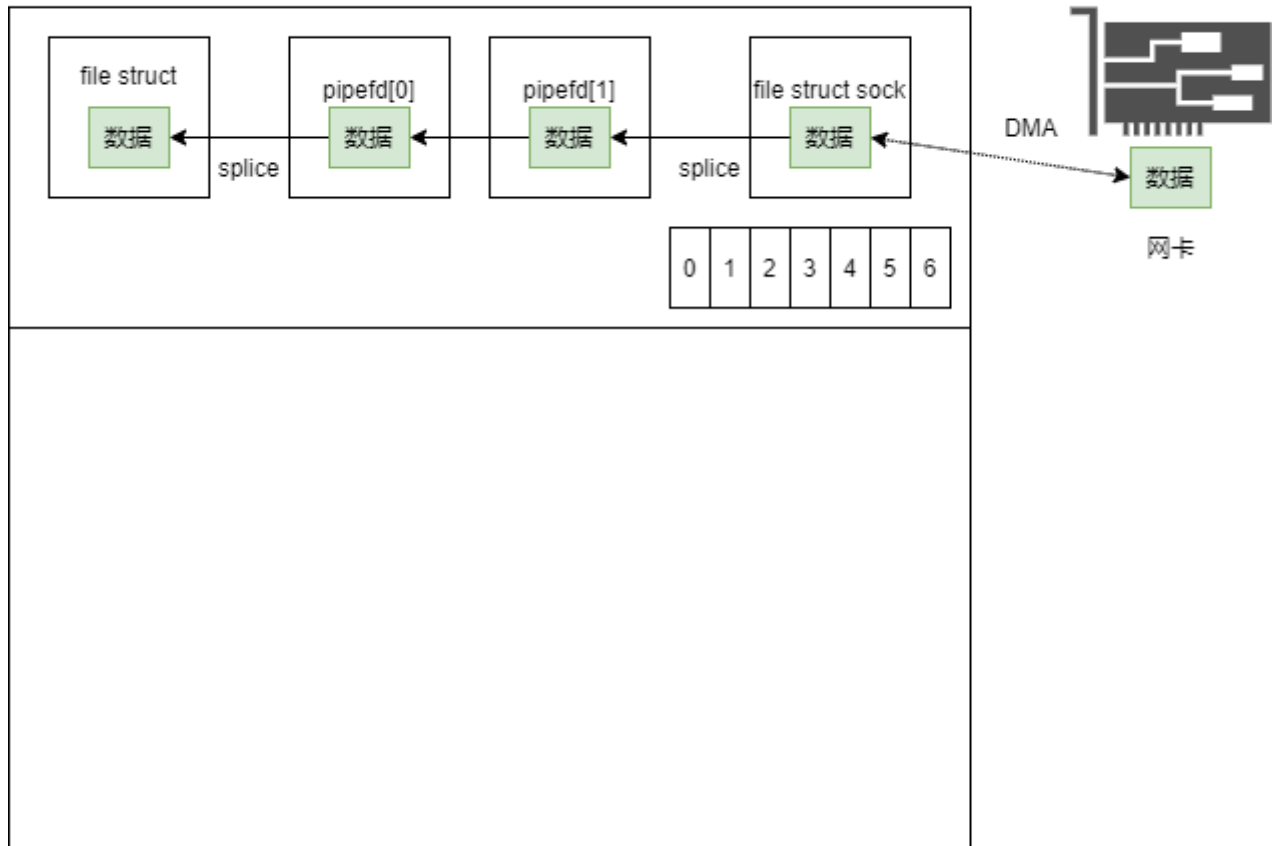 file struct
pipefd[0]
pipefd[1]
file struct sock
数据
数据
数据
数据
splice
splice
DMA
数据
网卡
0 1 2 3 4 5 6